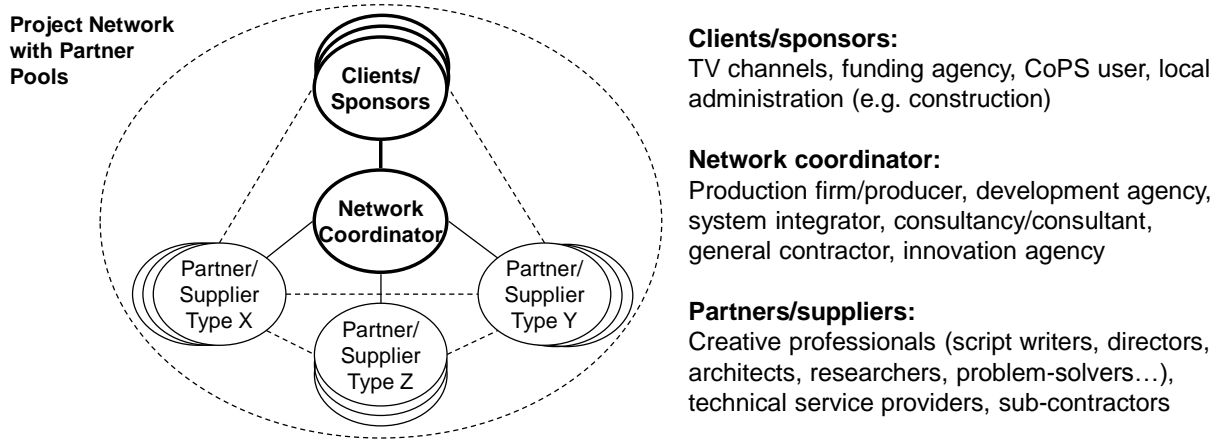 Project Network
with Partner
Pools
Clients/
Sponsors
Network
Coordinator
Partner/
Supplier
Type X
Partner/
Supplier
Type Z
Partner/
Supplier
Type Y
Clients/sponsors:
TV channels, funding agency, CoPS user, local
administration (e.g. construction)
Network coordinator:
Production firm/producer, development agency,
system integrator, consultancy/consultant,
general contractor, innovation agency
Partners/suppliers:
Creative professionals (script writers, directors,
architects, researchers, problem-solvers…),
technical service providers, sub-contractors